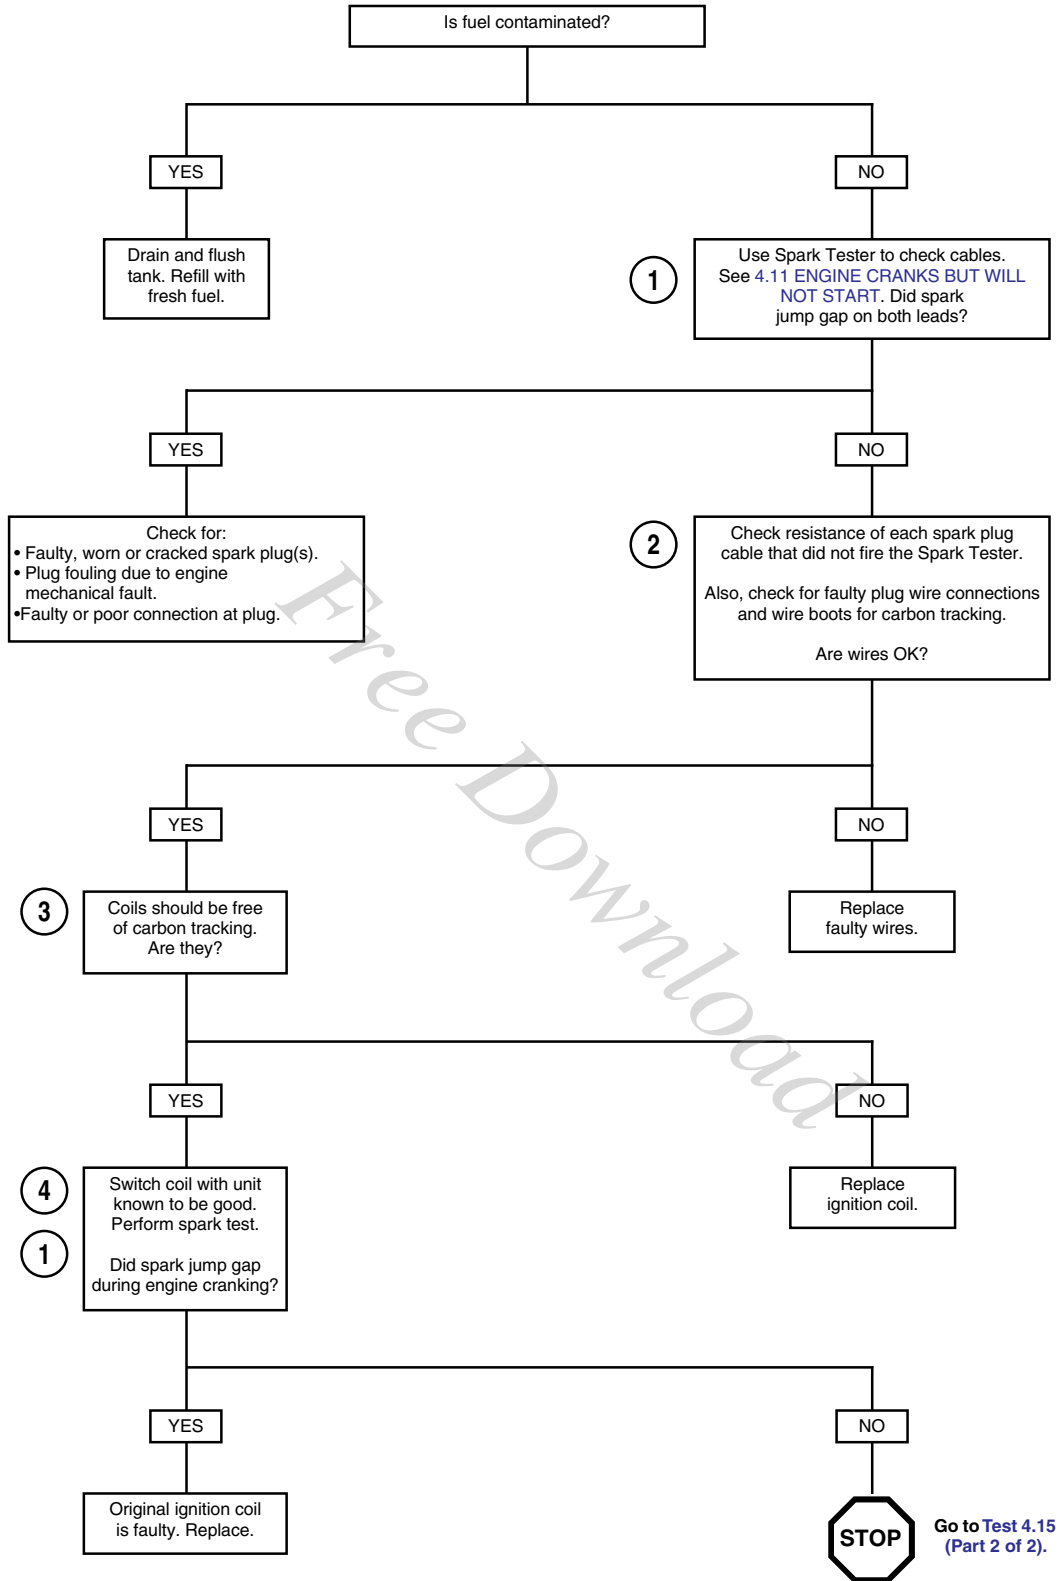 Is fuel contaminated?
YES
NO
Drain and flush
tank. Refill with
fresh fuel.
1
Use Spark Tester to check cables.
See 4.11 ENGINE CRANKS BUT WILL
NOT START. Did spark
jump gap on both leads?
YES
NO
Check for:
• Faulty, worn or cracked spark plug(s).
• Plug fouling due to engine
mechanical fault.
•Faulty or poor connection at plug.
2
Check resistance of each spark plug
cable that did not fire the Spark Tester.
Also, check for faulty plug wire connections
and wire boots for carbon tracking.
Are wires OK?
Free Download
YES
NO
3
Coils should be free
of carbon tracking.
Are they?
Replace
faulty wires.
YES
NO
4
1
Switch coil with unit
known to be good.
Perform spark test.
Did spark jump gap
during engine cranking?
Replace
ignition coil.
YES
NO
Original ignition coil
is faulty. Replace.
STOP
Go to Test 4.15
(Part 2 of 2).